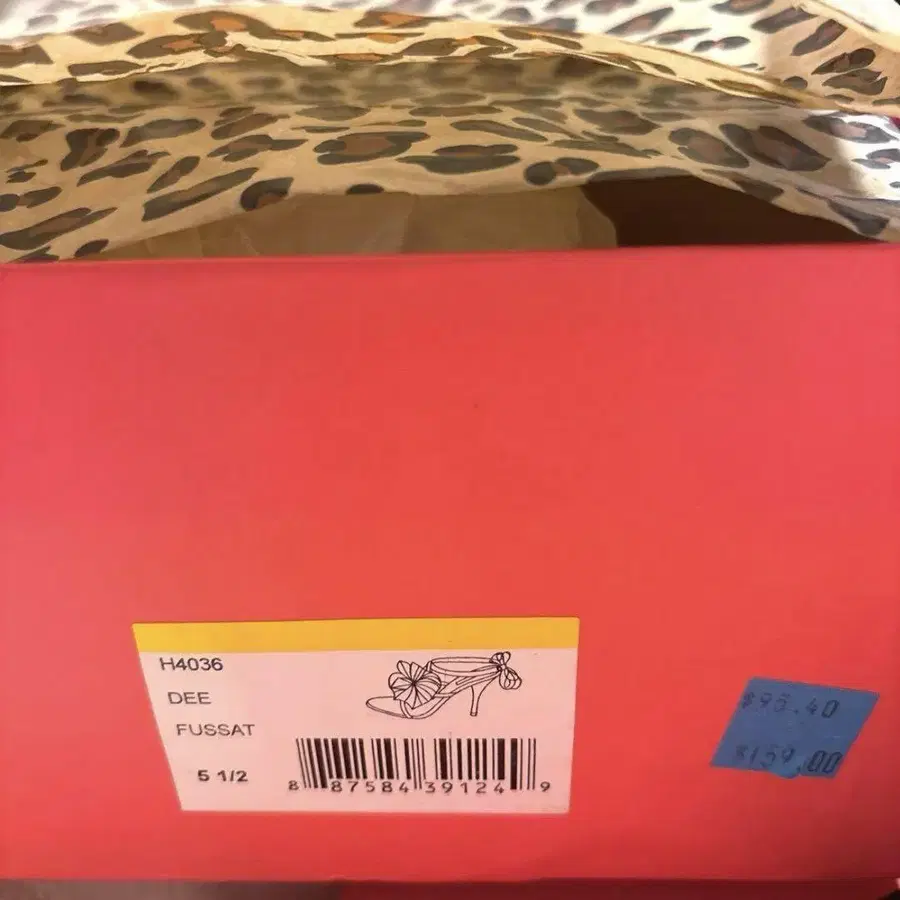 H4036
DEE
FUSSAT
5 1/2
8 87584 39124 9
$95.40
$159.00